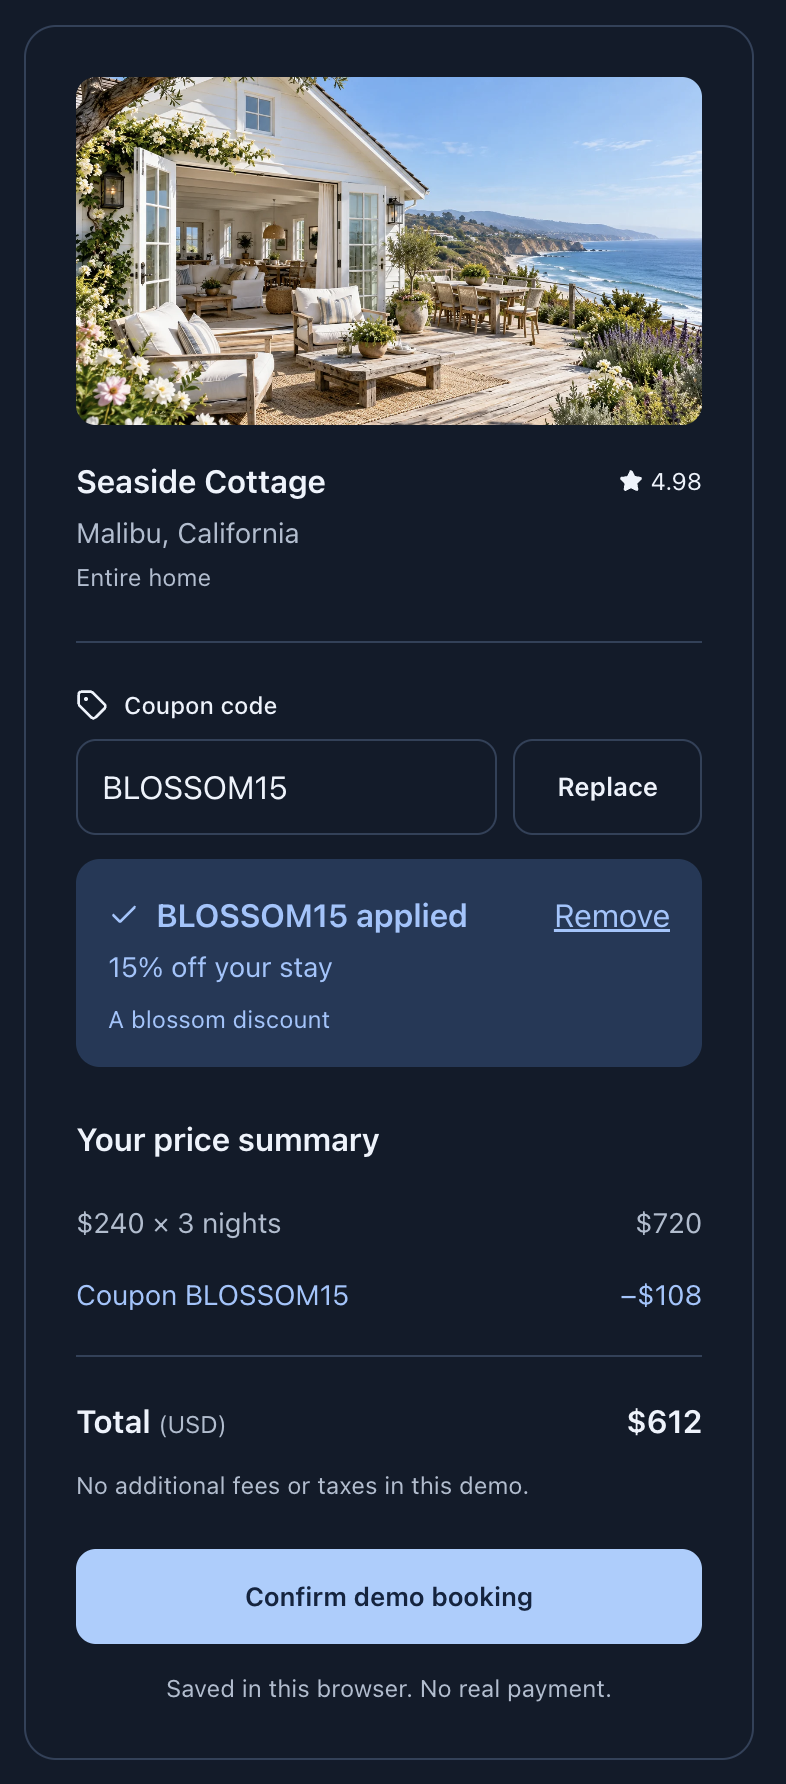 Seaside Cottage
4.98
Malibu, California
Entire home
Coupon code
BLOSSOM15
Replace
BLOSSOM15 applied
Remove
15% off your stay
A blossom discount
Your price summary
$240 × 3 nights
$720
Coupon BLOSSOM15
−$108
Total (USD)
$612
No additional fees or taxes in this demo.
Confirm demo booking
Saved in this browser. No real payment.